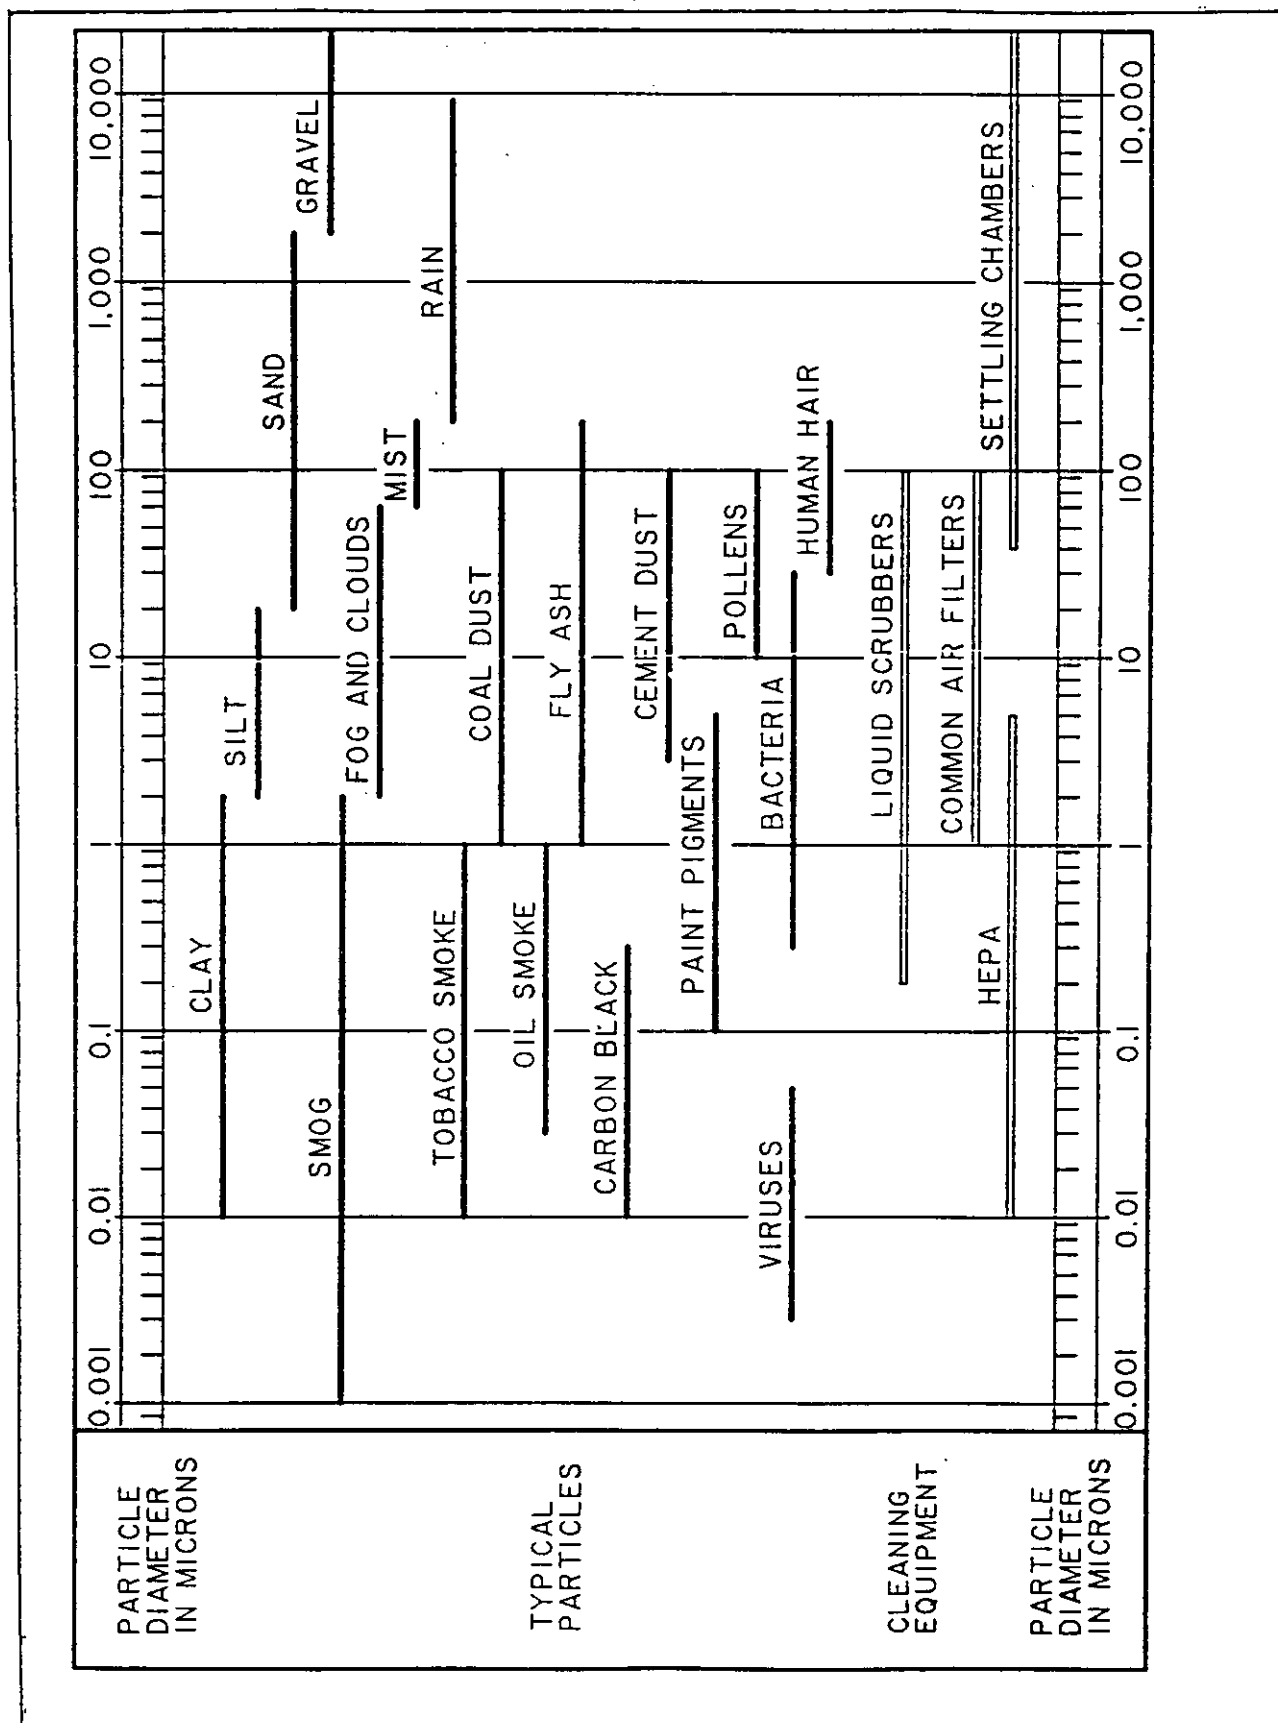 PARTICLE
DIAMETER
IN MICRONS
0.001
0.01
0.1
1
10
100
1,000
10,000
TYPICAL
PARTICLES
CLAY
SILT
SAND
GRAVEL
SMOG
FOG AND CLOUDS
MIST
RAIN
TOBACCO SMOKE
COAL DUST
OIL SMOKE
FLY ASH
CARBON BLACK
CEMENT DUST
PAINT PIGMENTS
POLLENS
VIRUSES
BACTERIA
HUMAN HAIR
CLEANING
EQUIPMENT
LIQUID SCRUBBERS
COMMON AIR FILTERS
HEPA
SETTLING CHAMBERS
PARTICLE
DIAMETER
IN MICRONS
0.001
0.01
0.1
1
10
100
1,000
10,000